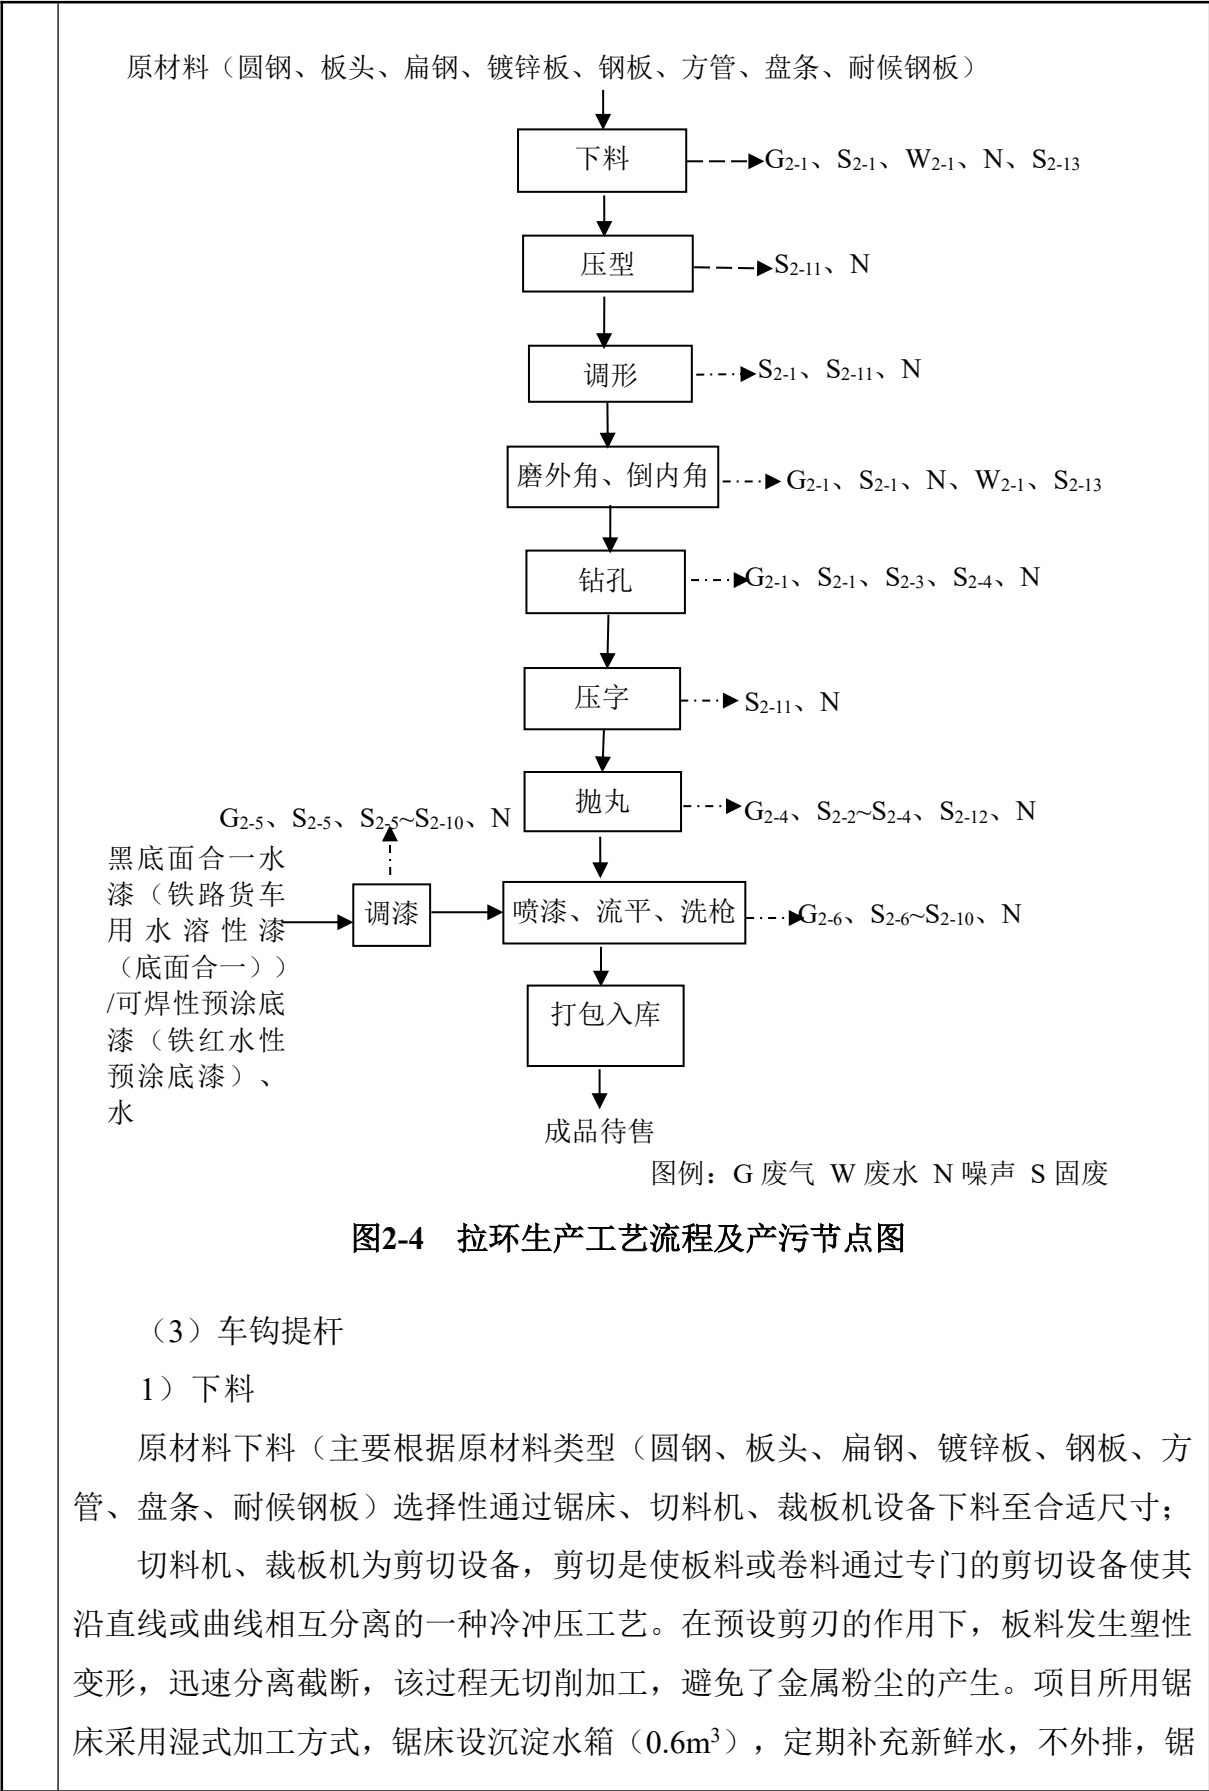 原材料（圆钢、板头、扁钢、镀锌板、钢板、方管、盘条、耐候钢板）
下料
G2-1、S2-1、W2-1、N、S2-13
压型
S2-11、N
调形
S2-1、S2-11、N
磨外角、倒内角
G2-1、S2-1、N、W2-1、S2-13
钻孔
G2-1、S2-1、S2-3、S2-4、N
压字
S2-11、N
抛丸
G2-4、S2-2~S2-4、S2-12、N
G2-5、S2-5、S2-5~S2-10、N
黑底面合一水
漆（铁路货车
用水溶性漆
（底面合一））
/可焊性预涂底
漆（铁红水性
预涂底漆）、
水
调漆
喷漆、流平、洗枪
G2-6、S2-6~S2-10、N
打包入库
成品待售
图例：G 废气 W 废水 N 噪声 S 固废
图2-4 拉环生产工艺流程及产污节点图
（3）车钩提杆
1）下料
原材料下料（主要根据原材料类型（圆钢、板头、扁钢、镀锌板、钢板、方
管、盘条、耐候钢板）选择性通过锯床、切料机、裁板机设备下料至合适尺寸；
切料机、裁板机为剪切设备，剪切是使板料或卷料通过专门的剪切设备使其
沿直线或曲线相互分离的一种冷冲压工艺。在预设剪刃的作用下，板料发生塑性
变形，迅速分离截断，该过程无切削加工，避免了金属粉尘的产生。项目所用锯
床采用湿式加工方式，锯床设沉淀水箱（0.6m³），定期补充新鲜水，不外排，锯